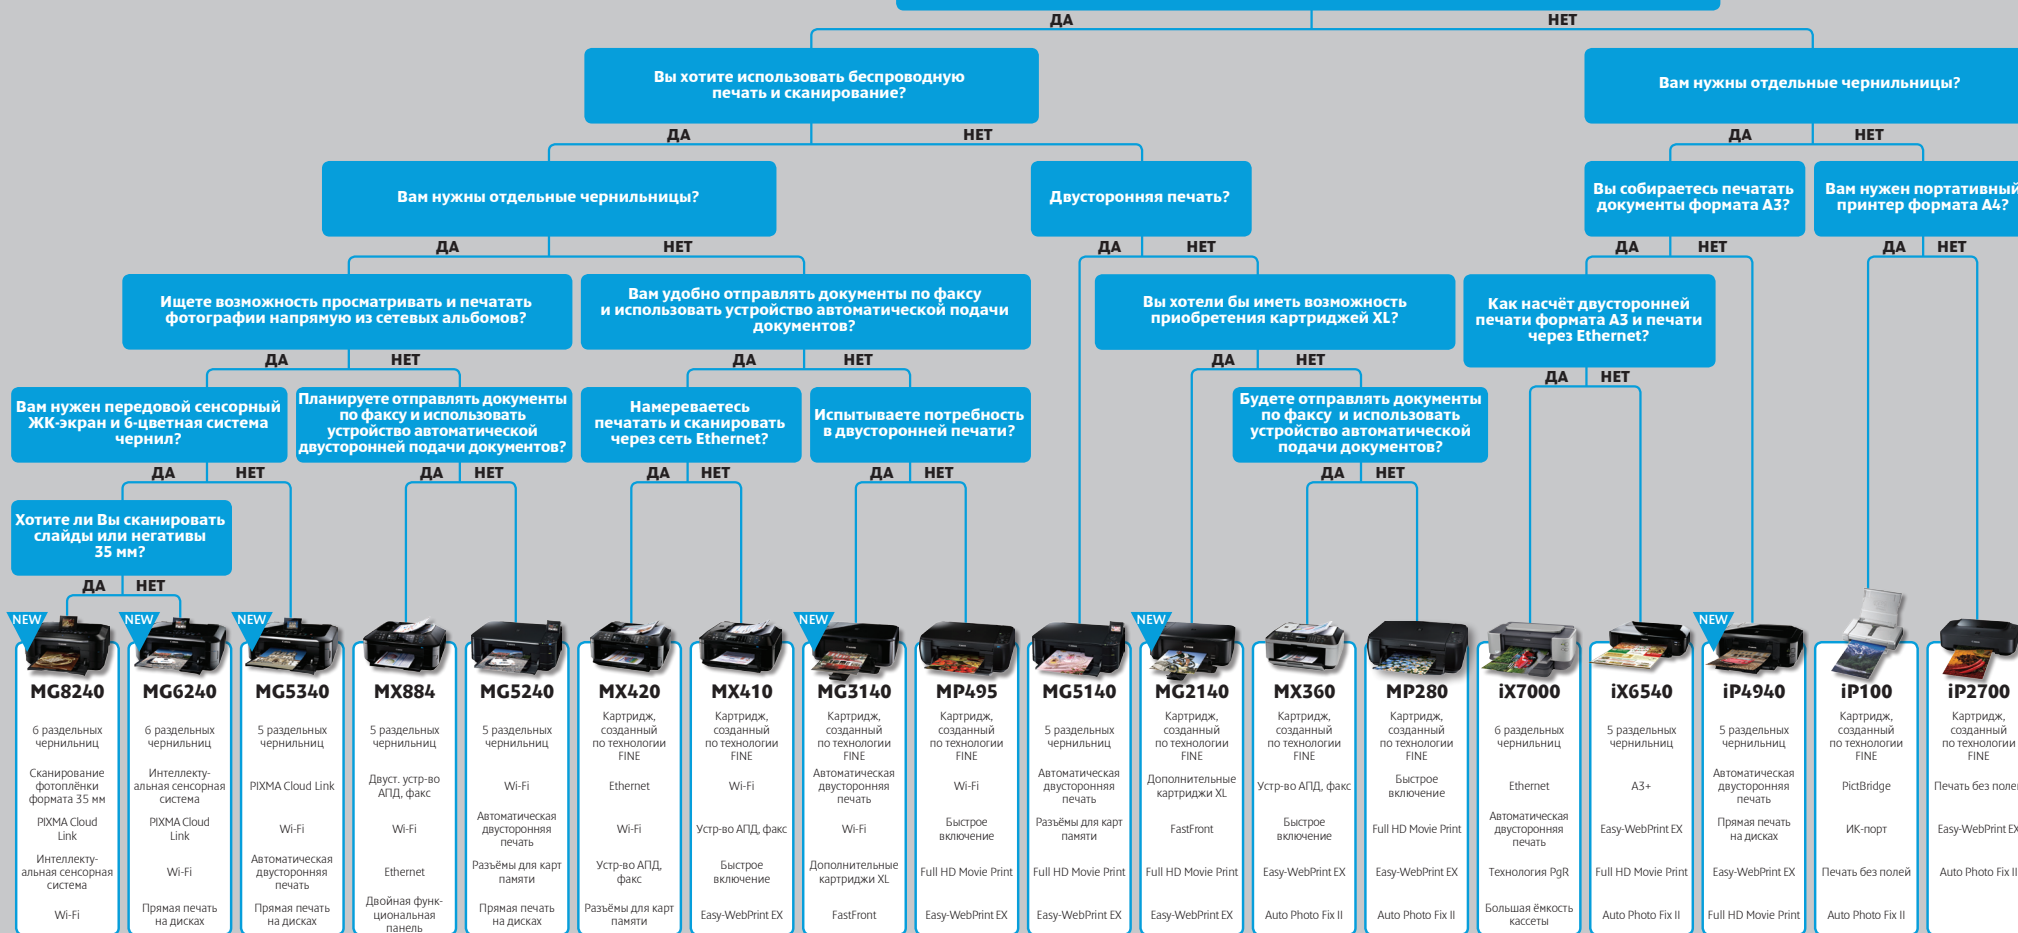 ДА
НЕТ
Вы хотите использовать беспроводную
печать и сканирование?
Вам нужны отдельные чернильницы?
ДА
НЕТ
ДА
НЕТ
Вам нужны отдельные чернильницы?
Двусторонняя печать?
Вы собираетесь печатать
документы формата А3?
Вам нужен портативный
принтер формата А4?
ДА
НЕТ
ДА
НЕТ
ДА
НЕТ
ДА
НЕТ
Ищете возможность просматривать и печатать
фотографии напрямую из сетевых альбомов?
Вам удобно отправлять документы по факсу
и использовать устройство автоматической подачи
документов?
Вы хотели бы иметь возможность
приобретения картриджей XL?
Как насчёт двусторонней
печати формата А3 и печати
через Ethernet?
ДА
НЕТ
ДА
НЕТ
ДА
НЕТ
ДА
НЕТ
Вам нужен передовой сенсорный
ЖК-экран и 6-цветная система
чернил?
Планируете отправлять документы
по факсу и использовать
устройство автоматической
двусторонней подачи документов?
Намереваетесь
печатать и сканировать
через сеть Ethernet?
Испытываете потребность
в двусторонней печати?
Будете отправлять документы
по факсу и использовать
устройство автоматической
подачи документов?
ДА
НЕТ
ДА
НЕТ
ДА
НЕТ
ДА
НЕТ
ДА
НЕТ
Хотите ли Вы сканировать
слайды или негативы
35 мм?
ДА
НЕТ
NEW
MG8240
6 раздельных
чернильниц
Сканирование
фотоплёнки
формата 35 мм
PIXMA Cloud
Link
Интеллекту-
альная сенсорная
система
Wi-Fi
NEW
MG6240
6 раздельных
чернильниц
Интеллекту-
альная сенсорная
система
PIXMA Cloud
Link
Wi-Fi
Прямая печать
на дисках
NEW
MG5340
5 раздельных
чернильниц
PIXMA Cloud Link
Wi-Fi
Автоматическая
двусторонняя
печать
Прямая печать
на дисках
MX884
5 раздельных
чернильниц
Двуст. устр-во
АПД, факс
Wi-Fi
Ethernet
Двойная функ-
циональная
панель
MG5240
5 раздельных
чернильниц
Wi-Fi
Автоматическая
двусторонняя
печать
Разъёмы для карт
памяти
Прямая печать
на дисках
MX420
Картридж,
созданный
по технологии
FINE
Ethernet
Wi-Fi
Устр-во АПД,
факс
Разъёмы для карт
памяти
MX410
Картридж,
созданный
по технологии
FINE
Wi-Fi
Устр-во АПД, факс
Быстрое
включение
Easy-WebPrint EX
NEW
MG3140
Картридж,
созданный
по технологии
FINE
Автоматическая
двусторонняя
печать
Wi-Fi
Дополнительные
картриджи XL
FastFront
MP495
Картридж,
созданный
по технологии
FINE
Wi-Fi
Быстрое
включение
Full HD Movie Print
Easy-WebPrint EX
MG5140
5 раздельных
чернильниц
Автоматическая
двусторонняя
печать
Разъёмы для карт
памяти
Full HD Movie Print
Easy-WebPrint EX
NEW
MG2140
Картридж,
созданный
по технологии
FINE
Дополнительные
картриджи XL
FastFront
Full HD Movie Print
Easy-WebPrint EX
MX360
Картридж,
созданный
по технологии
FINE
Устр-во АПД, факс
Быстрое
включение
Easy-WebPrint EX
Auto Photo Fix II
MP280
Картридж,
созданный
по технологии
FINE
Быстрое
включение
Full HD Movie Print
Easy-WebPrint EX
Auto Photo Fix II
iX7000
6 раздельных
чернильниц
Ethernet
Автоматическая
двусторонняя
печать
Технология PgR
Большая ёмкость
кассеты
iX6540
5 раздельных
чернильниц
А3+
Easy-WebPrint EX
Full HD Movie Print
Auto Photo Fix II
NEW
iP4940
5 раздельных
чернильниц
Автоматическая
двусторонняя
печать
Прямая печать
на дисках
Easy-WebPrint EX
Full HD Movie Print
iP100
Картридж,
созданный
по технологии
FINE
PictBridge
ИК-порт
Печать без полей
Auto Photo Fix II
iP2700
Картридж,
созданный
по технологии
FINE
Печать без полей
Easy-WebPrint EX
Auto Photo Fix II